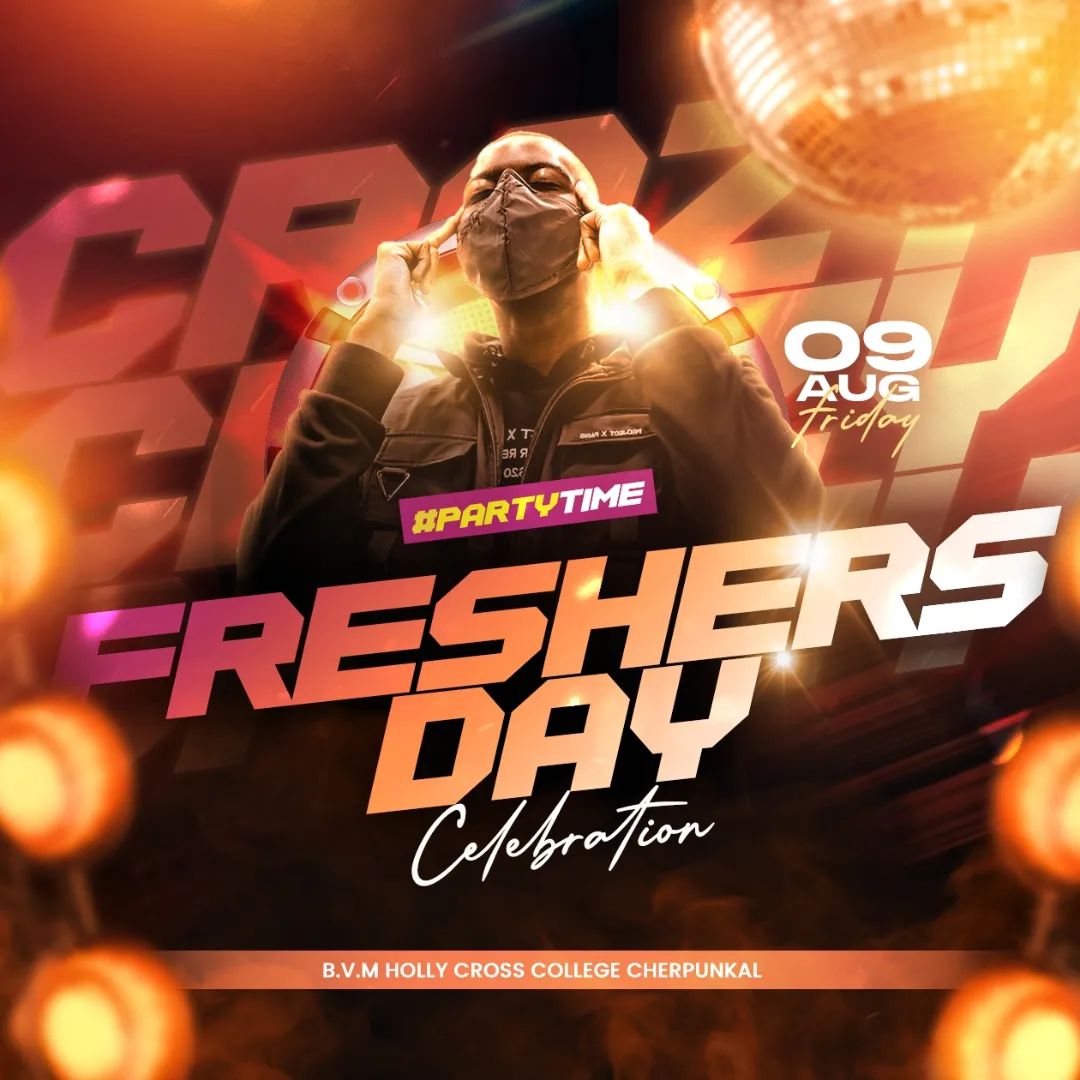 09
AUG
Friday
#PARTYTIME
FRESHERS
DAY
Celebration
B.V.M HOLLY CROSS COLLEGE CHERPUNKAL